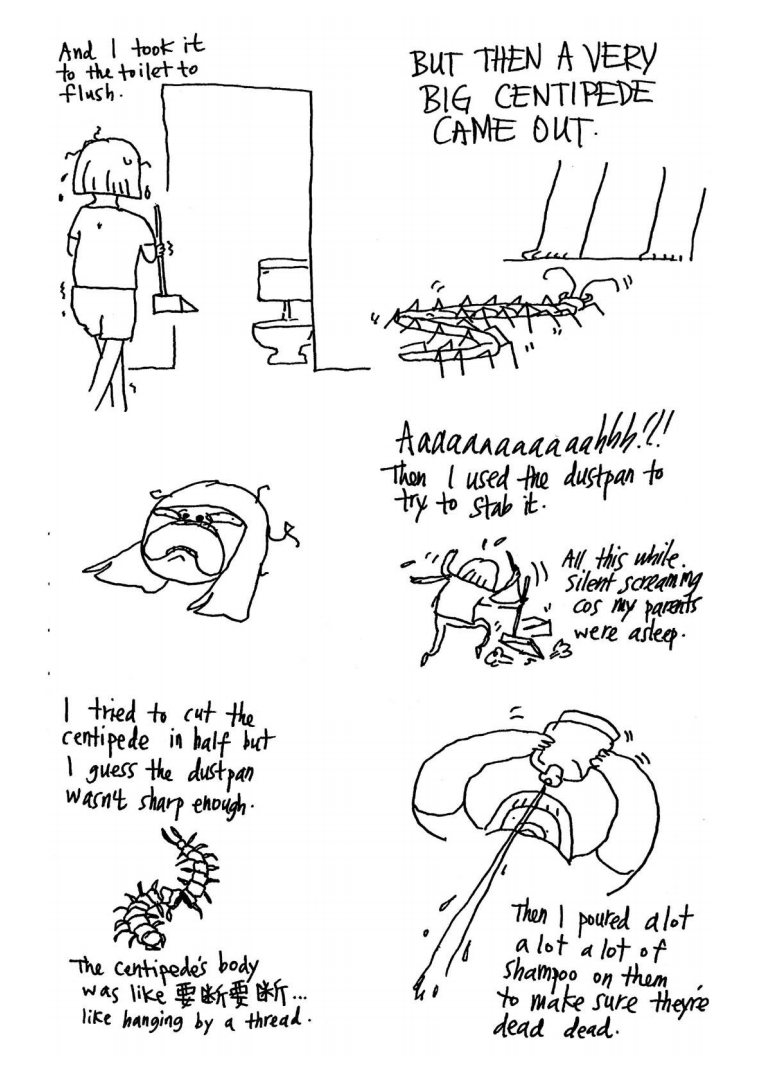 And I took it
to the toilet to
flush.
BUT THEN A VERY
BIG CENTIPEDE
CAME OUT.
Aaaaaaaaaaaahhh!!!
Then I used the dustpan to
try to stab it.
All this while.
silent screaming
cos my parents
were asleep.
I tried to cut the
centipede in half but
I guess the dustpan
wasn't sharp enough.
The centipede's body
was like 要断要断...
like hanging by a thread.
Then I poured a lot
a lot a lot of
shampoo on them
to make sure they're
dead dead.